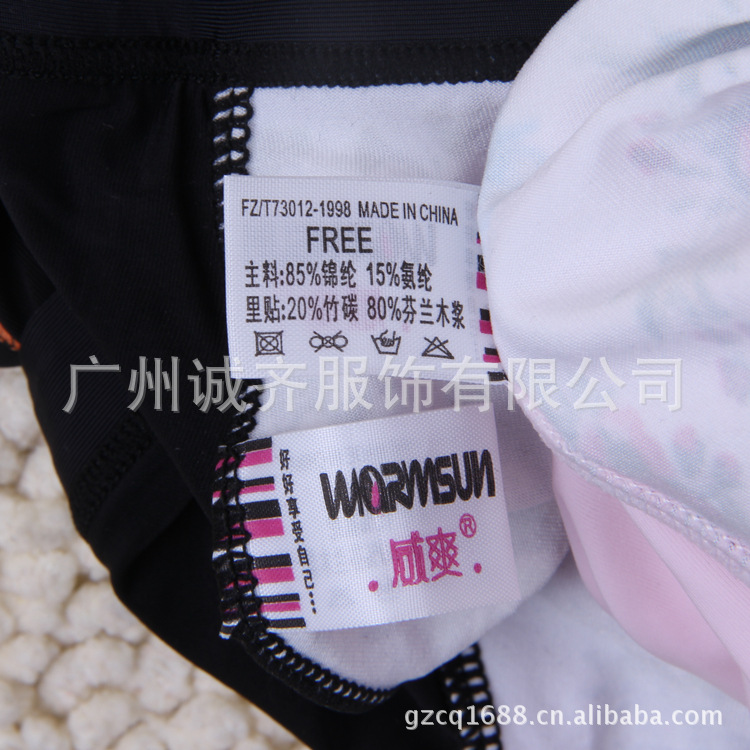 FZ/T73012-1998 MADE IN CHINA
FREE
主料:85%锦纶 15%氨纶
里贴:20%竹碳 80%芬兰木浆
广州诚齐服饰有限公司
好好享受自己...
WARMSUN
·威爽®·
gzcq1688.cn.alibaba.com